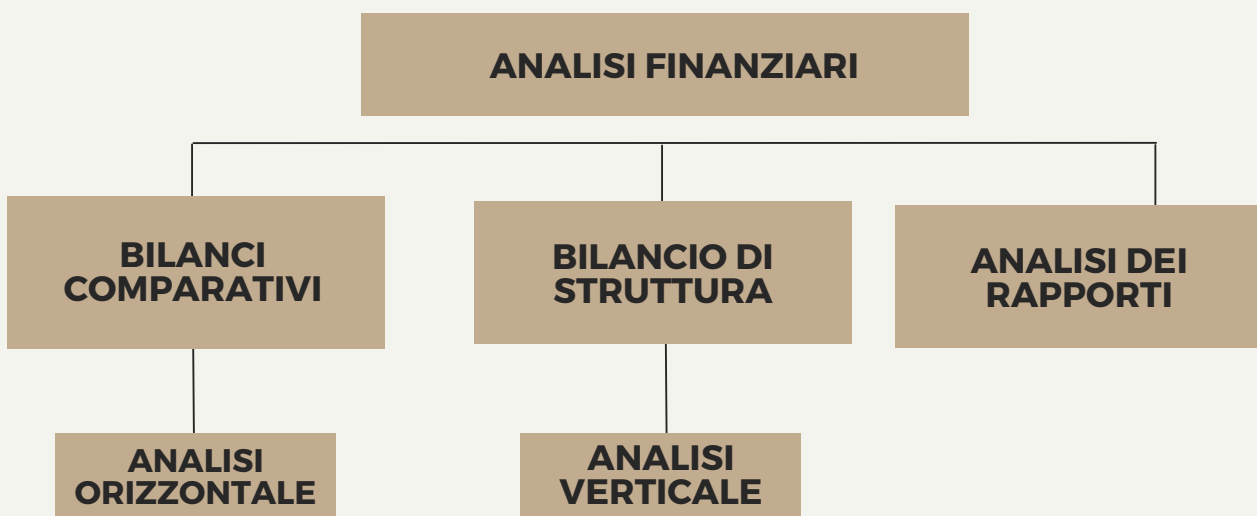 ANALISI FINANZIARI
BILANCI
COMPARATIVI
BILANCIO DI
STRUTTURA
ANALISI DEI
RAPPORTI
ANALISI
ORIZZONTALE
ANALISI
VERTICALE